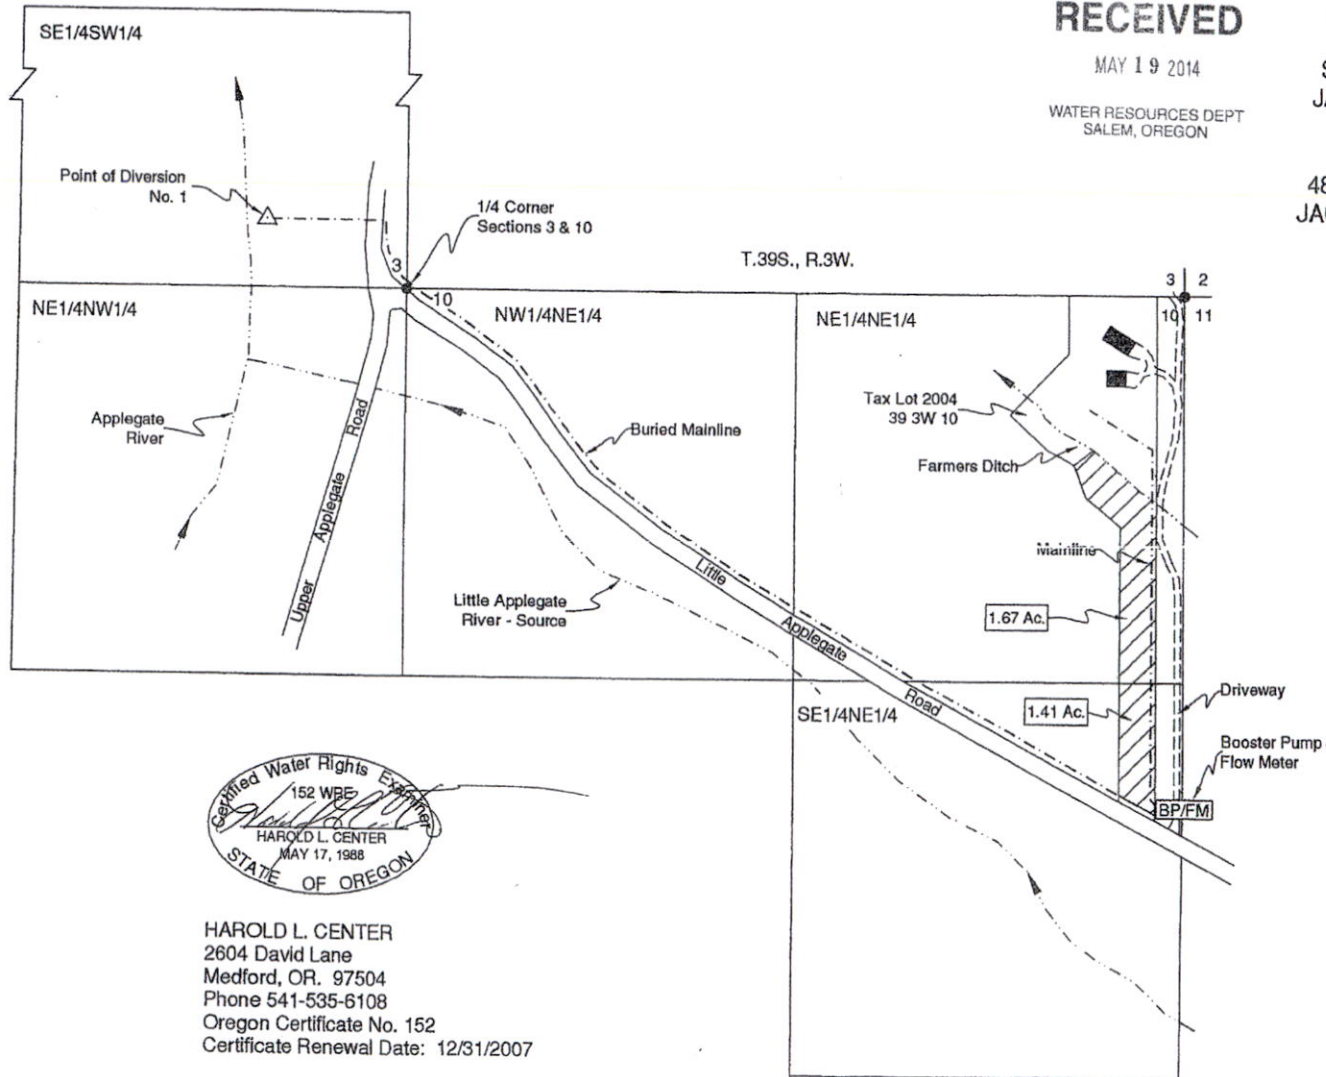 SE1/4SW1/4
RECEIVED
MAY 19 2014
WATER RESOURCES DEPT
SALEM, OREGON
48
Point of Diversion
No. 1
1/4 Corner
Sections 3 & 10
T.39S., R.3W.
3
10
3 2
10 11
NE1/4NW1/4
NW1/4NE1/4
NE1/4NE1/4
Tax Lot 2004
39 3W 10
Applegate
River
Buried Mainline
Farmers Ditch
Upper Applegate Road
Mainline
Little Applegate
River - Source
Little Applegate Road
1.67 Ac.
SE1/4NE1/4
1.41 Ac.
Driveway
Booster Pump
Flow Meter
BP/FM
Certified Water Rights Examiner
152 WRE
HAROLD L. CENTER
MAY 17, 1988
STATE OF OREGON
HAROLD L. CENTER
2604 David Lane
Medford, OR. 97504
Phone 541-535-6108
Oregon Certificate No. 152
Certificate Renewal Date: 12/31/2007